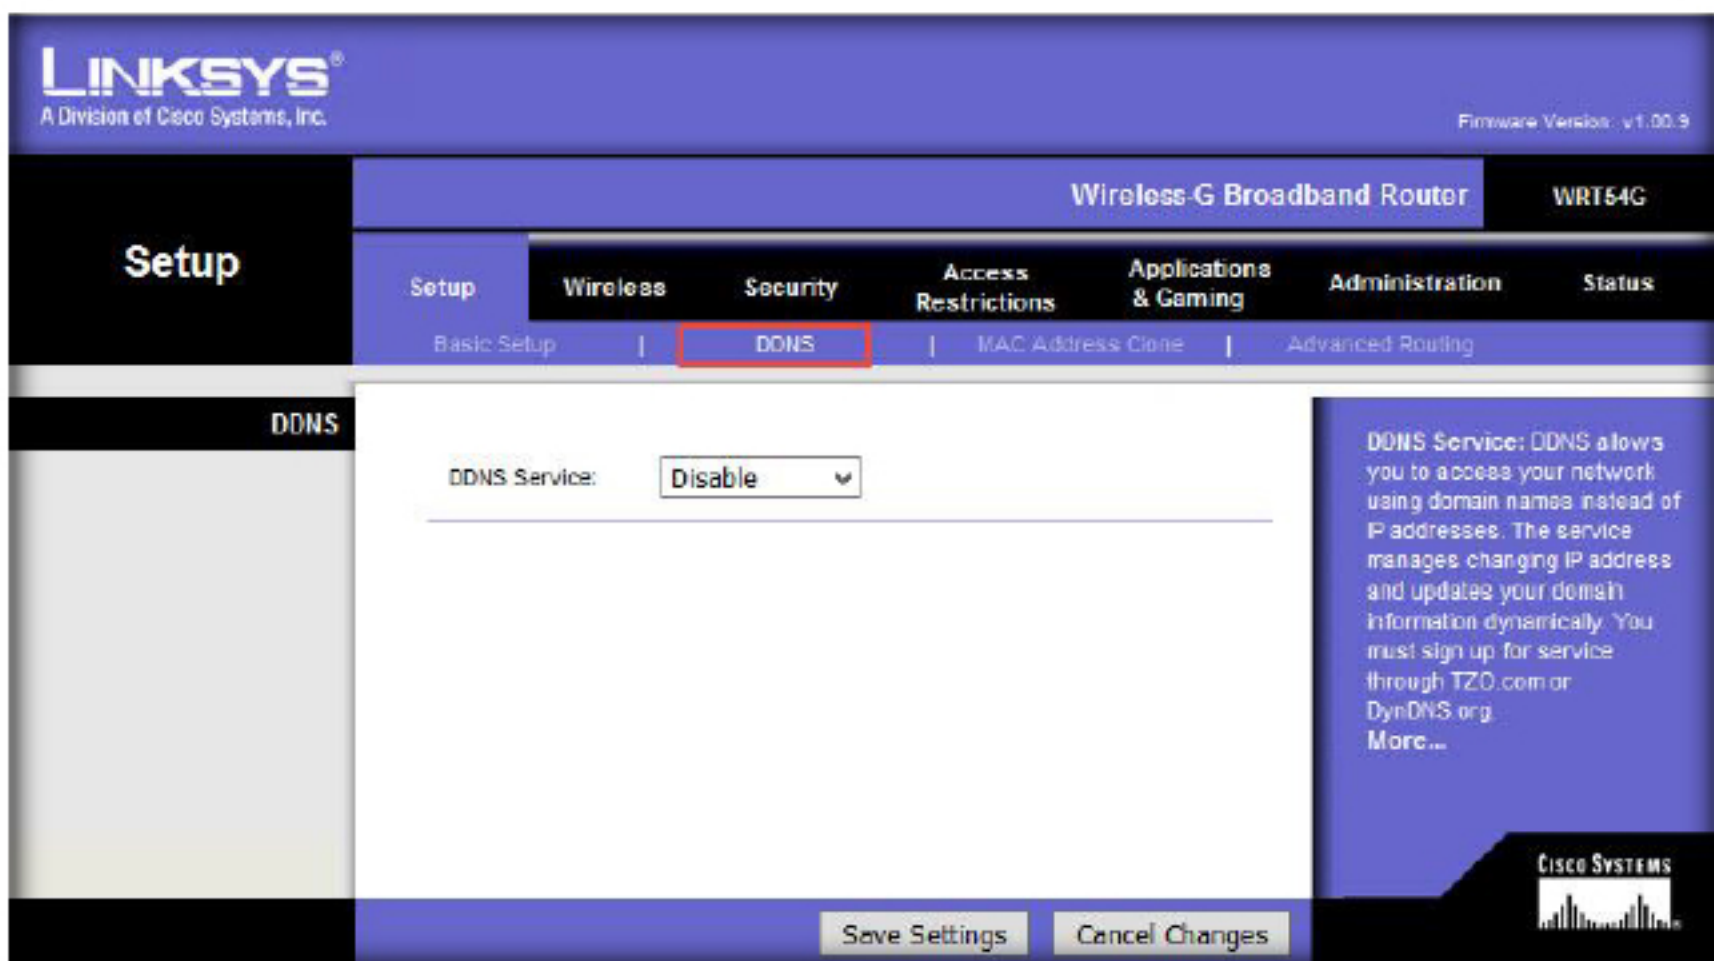 LINKSYS®
A Division of Cisco Systems, Inc.
Firmware Version: v1.00.9
Wireless-G Broadband Router
WRT54G
Setup
Setup
Wireless
Security
Access
Restrictions
Applications
& Gaming
Administration
Status
Basic Setup | DDNS | MAC Address Clone | Advanced Routing
DDNS
DDNS Service:
Disable
DDNS Service: DDNS allows
you to access your network
using domain names instead of
IP addresses. The service
manages changing IP address
and updates your domain
information dynamically. You
must sign up for service
through TZO.com or
DynDNS.org.
More...
Save Settings
Cancel Changes
CISCO SYSTEMS